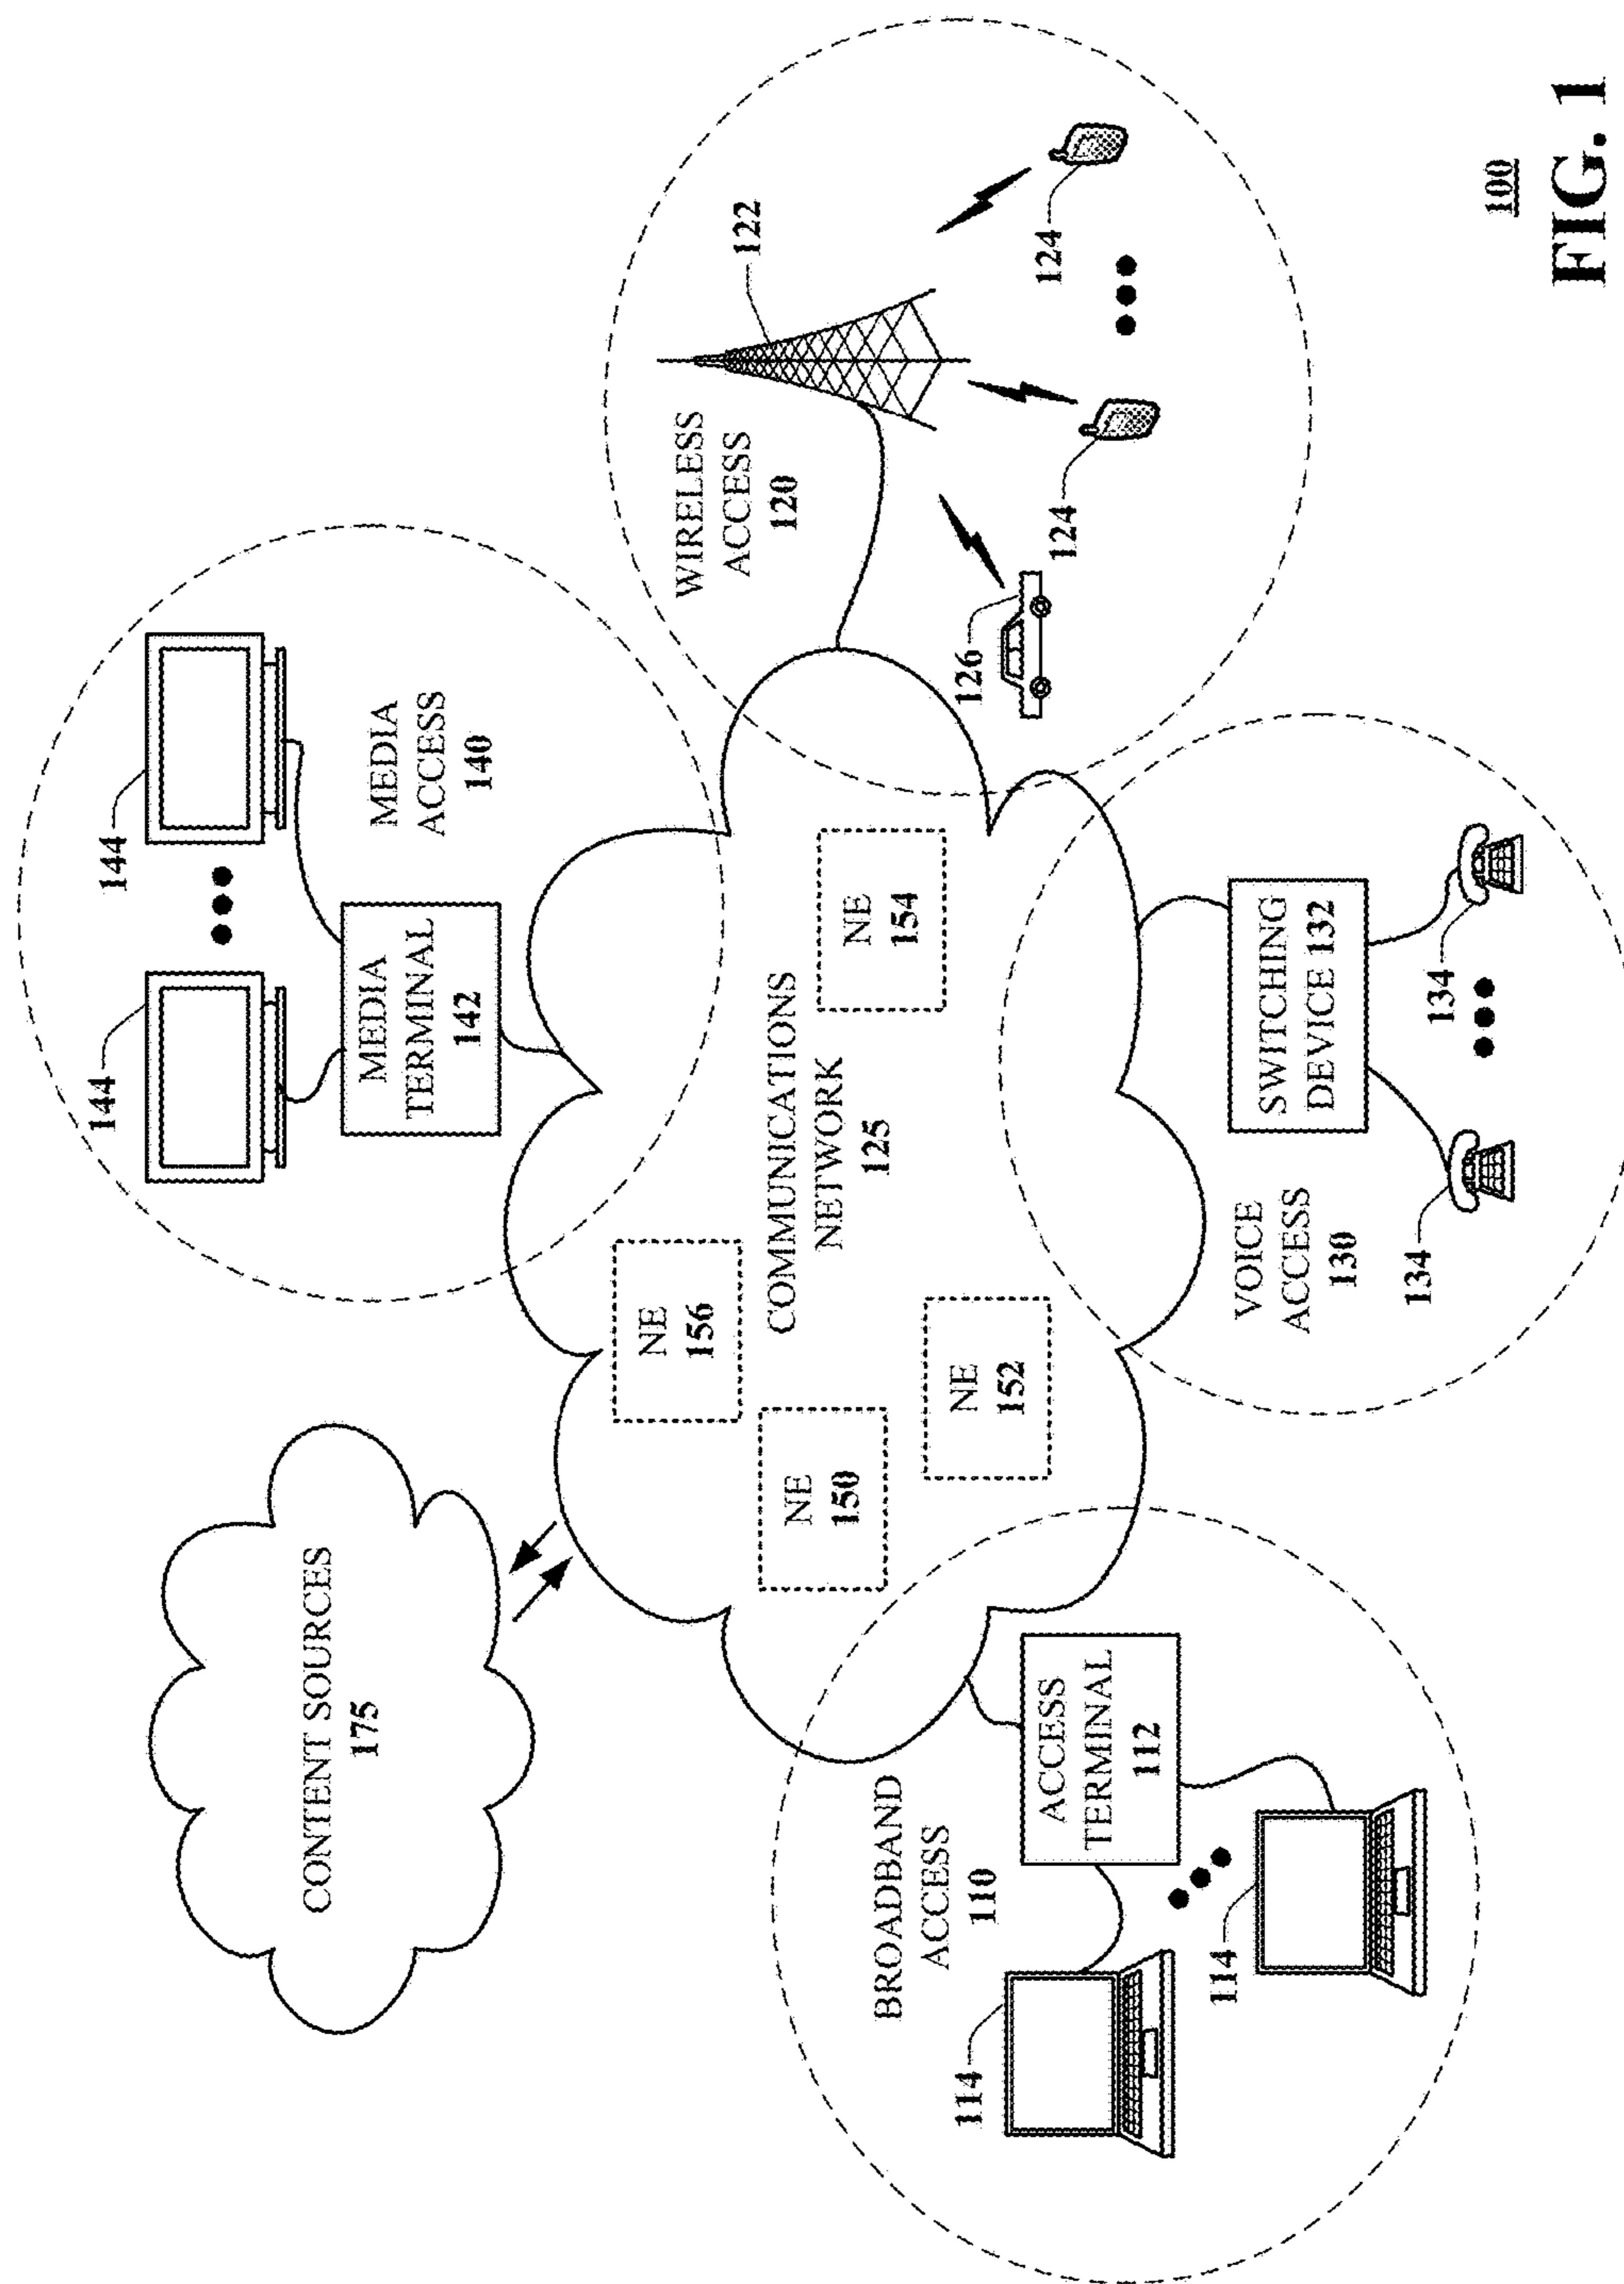 CONTENT SOURCES
175
144
144
MEDIA
TERMINAL
142
MEDIA
ACCESS
140
WIRELESS
ACCESS
120
122
NE
156
NE
150
COMMUNICATIONS
NETWORK
125
NE
154
NE
152
126
124
124
BROADBAND
ACCESS
110
114
ACCESS
TERMINAL
112
114
VOICE
ACCESS
130
SWITCHING
DEVICE 132
134
134
100
FIG. 1